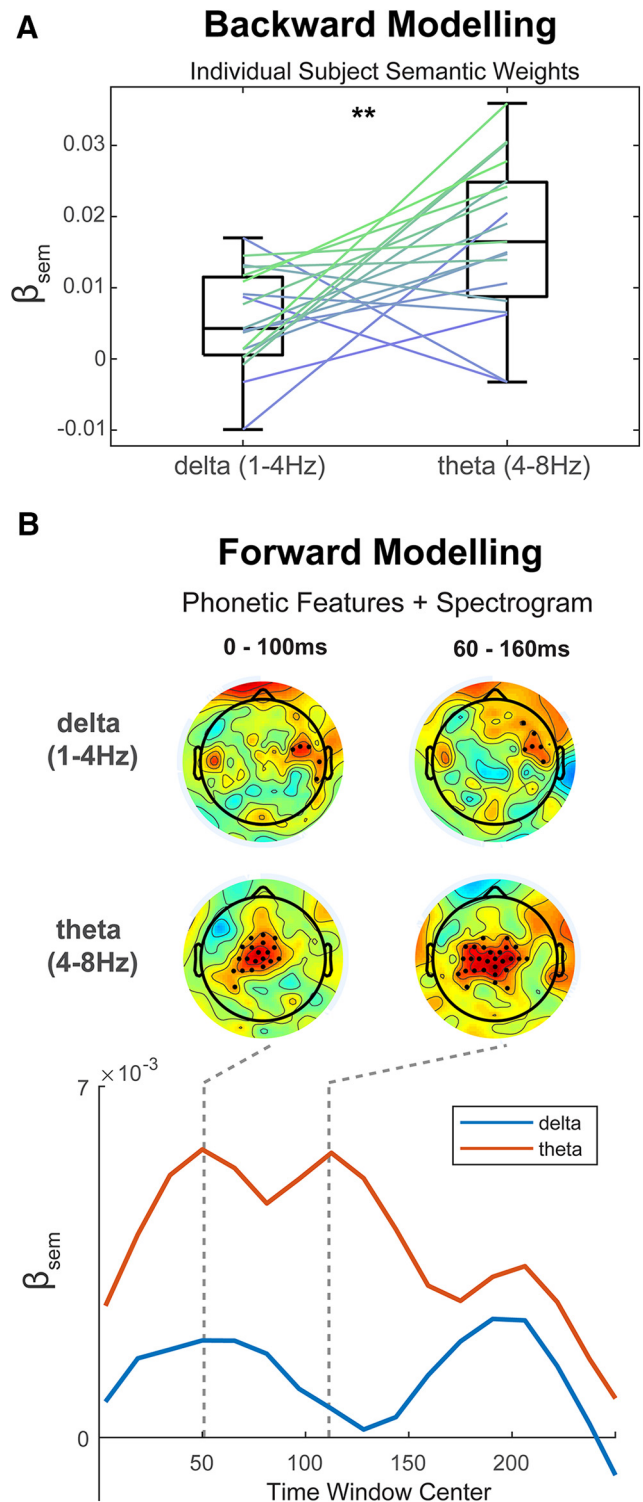 A
Backward Modelling
Individual Subject Semantic Weights
**
0.03
0.02
0.01
0
-0.01
βsem
delta (1-4Hz)
theta (4-8Hz)
B
Forward Modelling
Phonetic Features + Spectrogram
0 - 100ms
60 - 160ms
delta
(1-4Hz)
theta
(4-8Hz)
7 ×10-3
delta
theta
βsem
0
50
100
150
200
Time Window Center